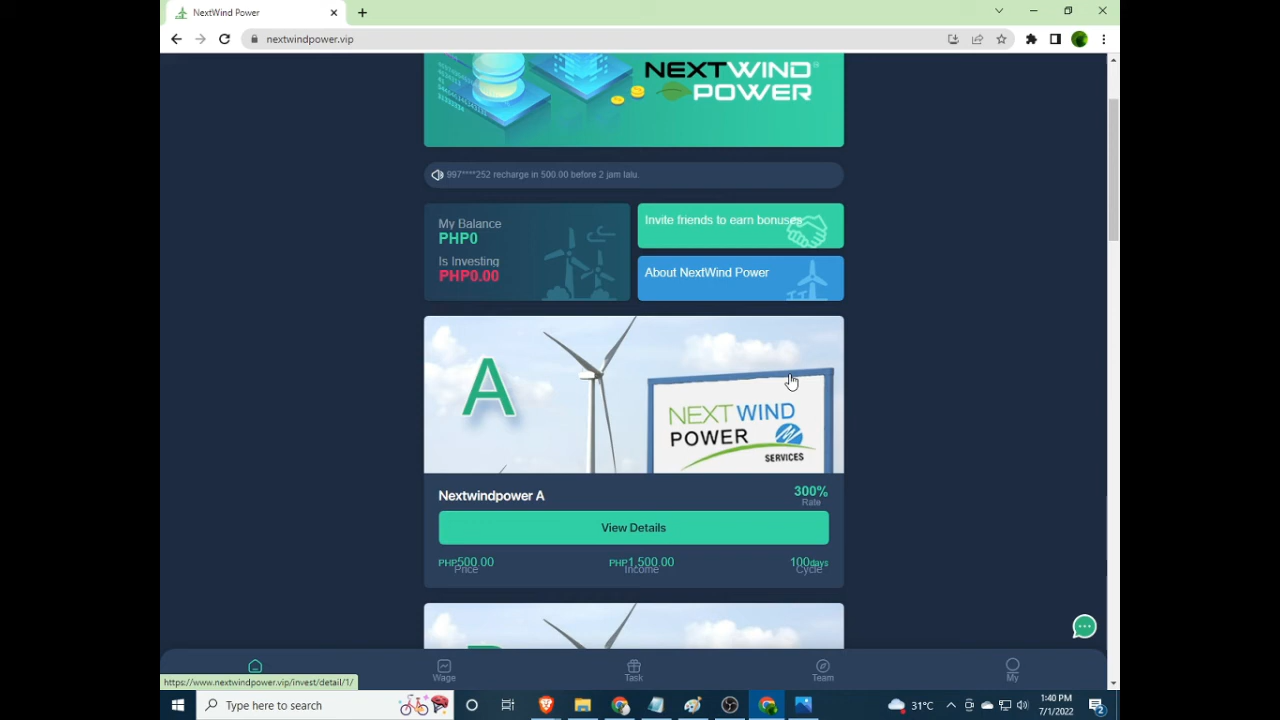 NextWind Power
nextwindpower.vip
NEXTWIND
POWER
997****252 recharge in 500.00 before 2 jam lalu.
My Balance
PHP0
Is Investing
PHP0.00
Invite friends to earn bonuses
About NextWind Power
A
NEXT WIND
POWER
SERVICES
Nextwindpower A
300%
Rate
View Details
PHP500.00
Price
PHP1,500.00
Income
100days
Cycle
Wage
Task
Team
My
https://www.nextwindpower.vip/invest/detail/1/
Type here to search
31°C
1:40 PM
7/1/2022
2